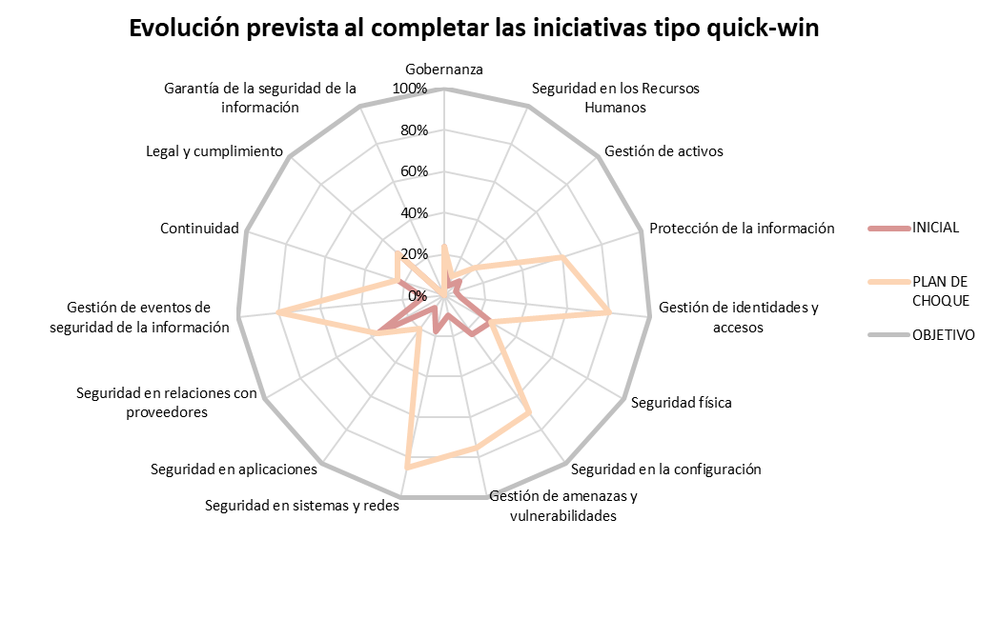 Evolución prevista al completar las iniciativas tipo quick-win
Gobernanza
Seguridad en los Recursos
Humanos
Gestión de activos
Protección de la información
Gestión de identidades y
accesos
Seguridad física
Seguridad en la configuración
Gestión de amenazas y
vulnerabilidades
Seguridad en sistemas y redes
Seguridad en aplicaciones
Seguridad en relaciones con
proveedores
Gestión de eventos de
seguridad de la información
Continuidad
Legal y cumplimiento
Garantía de la seguridad de la
información
100%
80%
60%
40%
20%
0%
INICIAL
PLAN DE
CHOQUE
OBJETIVO